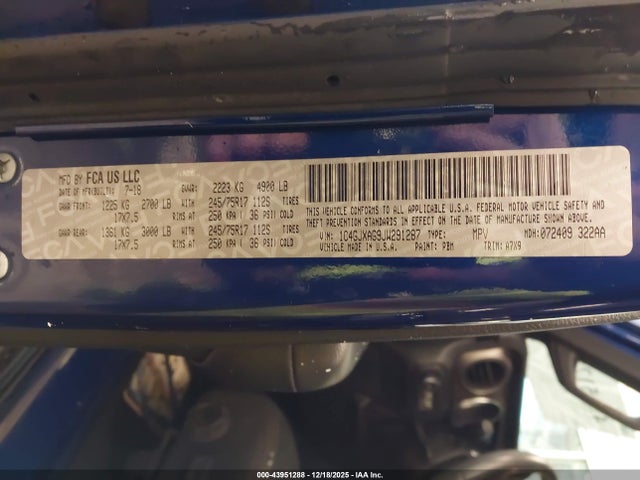 MFD BY FCA US LLC
DATE OF MFR(BUILT): 7-18 GVWR: 2223 KG 4900 LB
GAWR FRONT: 1225 KG 2700 LB WITH 245/75R17 112S TIRES
17X7.5 RIMS AT 250 KPA ( 36 PSI) COLD
GAWR REAR: 1361 KG 3000 LB WITH 245/75R17 112S TIRES
17X7.5 RIMS AT 250 KPA ( 36 PSI) COLD
THIS VEHICLE CONFORMS TO ALL APPLICABLE U.S.A. FEDERAL MOTOR VEHICLE SAFETY AND
THEFT PREVENTION STANDARDS IN EFFECT ON THE DATE OF MANUFACTURE SHOWN ABOVE.
VIN: 1C4GJXAG9JW291287 TYPE: MPV MDH: 072409 322AA
VEHICLE MADE IN U.S.A. PAINT: PBM TRIM: A7X9
000-43951288 - 12/18/2025 - IAA Inc.